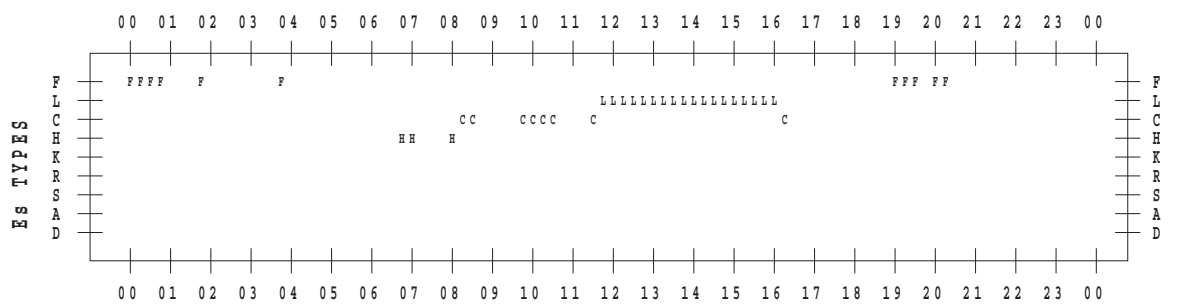 00 01 02 03 04 05 06 07 08 09 10 11 12 13 14 15 16 17 18 19 20 21 22 23 00
F FFFF F F FFF FF F
L LLLLLLLLLLLLLLLLLL L
C CC CCCC C C C
H HH H H
K K
R R
S S
A A
D D
Es TYPES
00 01 02 03 04 05 06 07 08 09 10 11 12 13 14 15 16 17 18 19 20 21 22 23 00